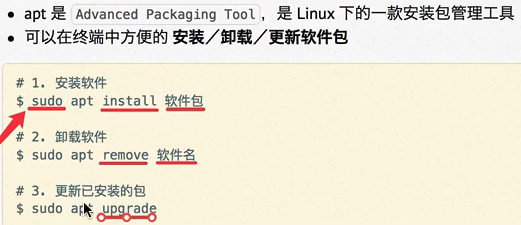 apt 是 Advanced Packaging Tool，是 Linux 下的一款安装包管理工具
可以在终端中方便的 安装／卸载／更新软件包
# 1. 安装软件
$ sudo apt install 软件包
# 2. 卸载软件
$ sudo apt remove 软件名
# 3. 更新已安装的包
$ sudo apt upgrade